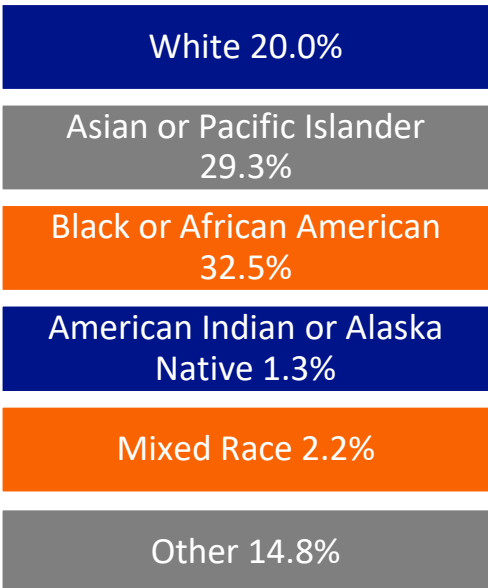 White 20.0%
Asian or Pacific Islander
29.3%
Black or African American
32.5%
American Indian or Alaska
Native 1.3%
Mixed Race 2.2%
Other 14.8%